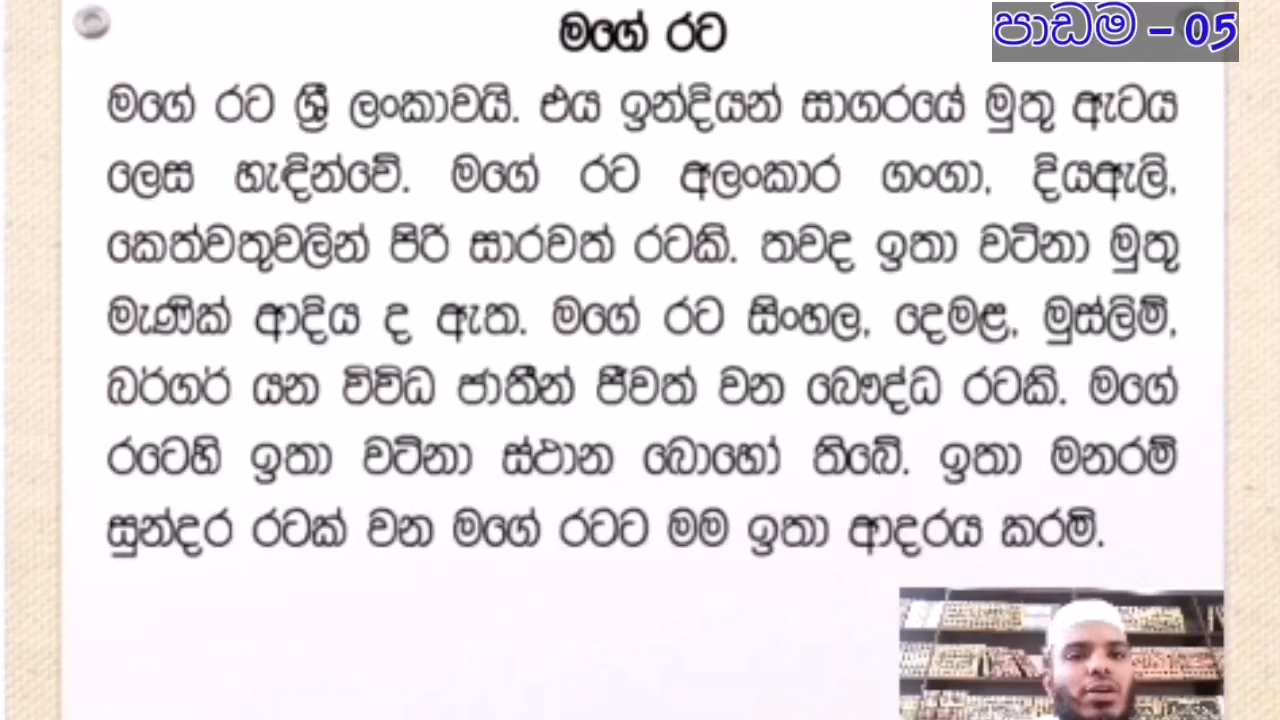 මගේ රට
පාඩම – 05
මගේ රට ශ්‍රී ලංකාවයි. එය ඉන්දියන් සාගරයේ මුතු ඇටය
ලෙස හැඳින්වේ. මගේ රට අලංකාර ගංගා, දියඇලි,
කෙත්වතුවලින් පිරි සාරවත් රටකි. තවද ඉතා වටිනා මුතු
මැණික් ආදිය ද ඇත. මගේ රට සිංහල, දෙමළ, මුස්ලිම්,
බර්ගර් යන විවිධ ජාතීන් ජීවත් වන බෞද්ධ රටකි. මගේ
රටෙහි ඉතා වටිනා ස්ථාන බොහෝ තිබේ. ඉතා මනරම්
සුන්දර රටක් වන මගේ රටට මම ඉතා ආදරය කරමි.